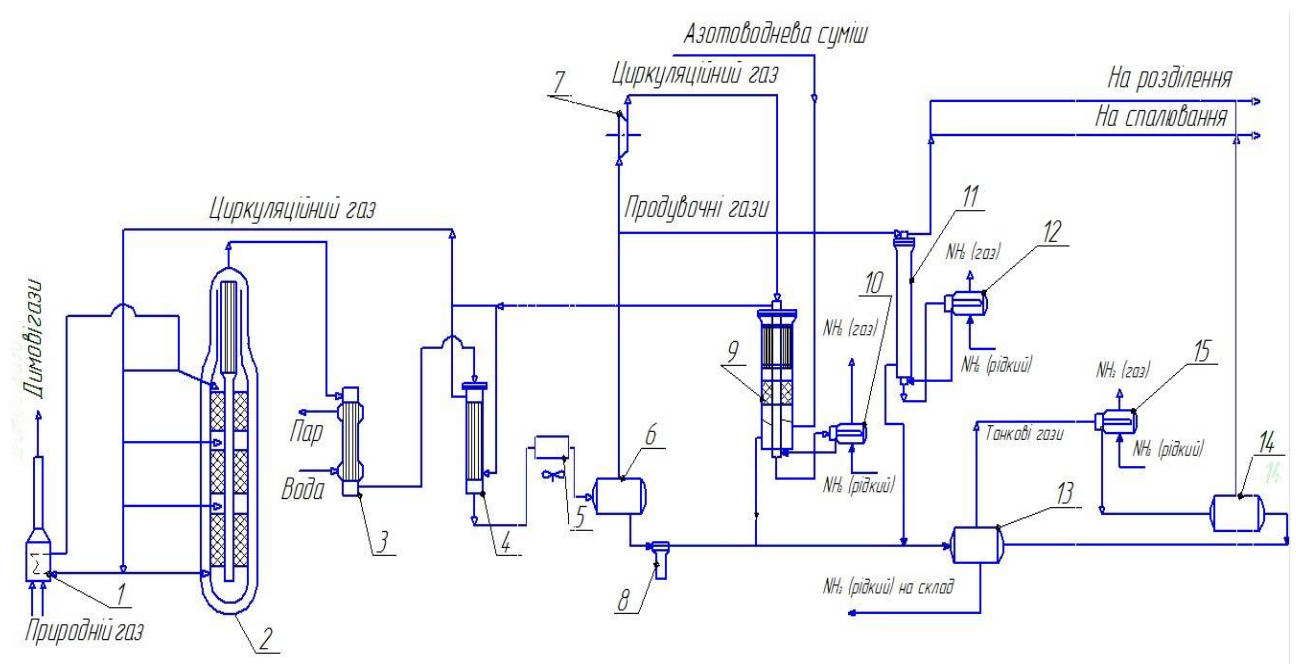 Азотоводнева суміш
Циркуляційний газ
7
На розділення
На спалювання
Циркуляційний газ
Продувочні гази
11
12
NH₃ (газ)
10
NH₃ (газ)
NH₃ (рідкий)
Димовігази
9
15
NH₃ (газ)
Пар
Вода
Танкові гази
NH₃ (рідкий)
6
14
14
NH₃ (рідкий)
13
3
4
5
8
NH₃ (рідкий) на склад
1
Природній газ
2